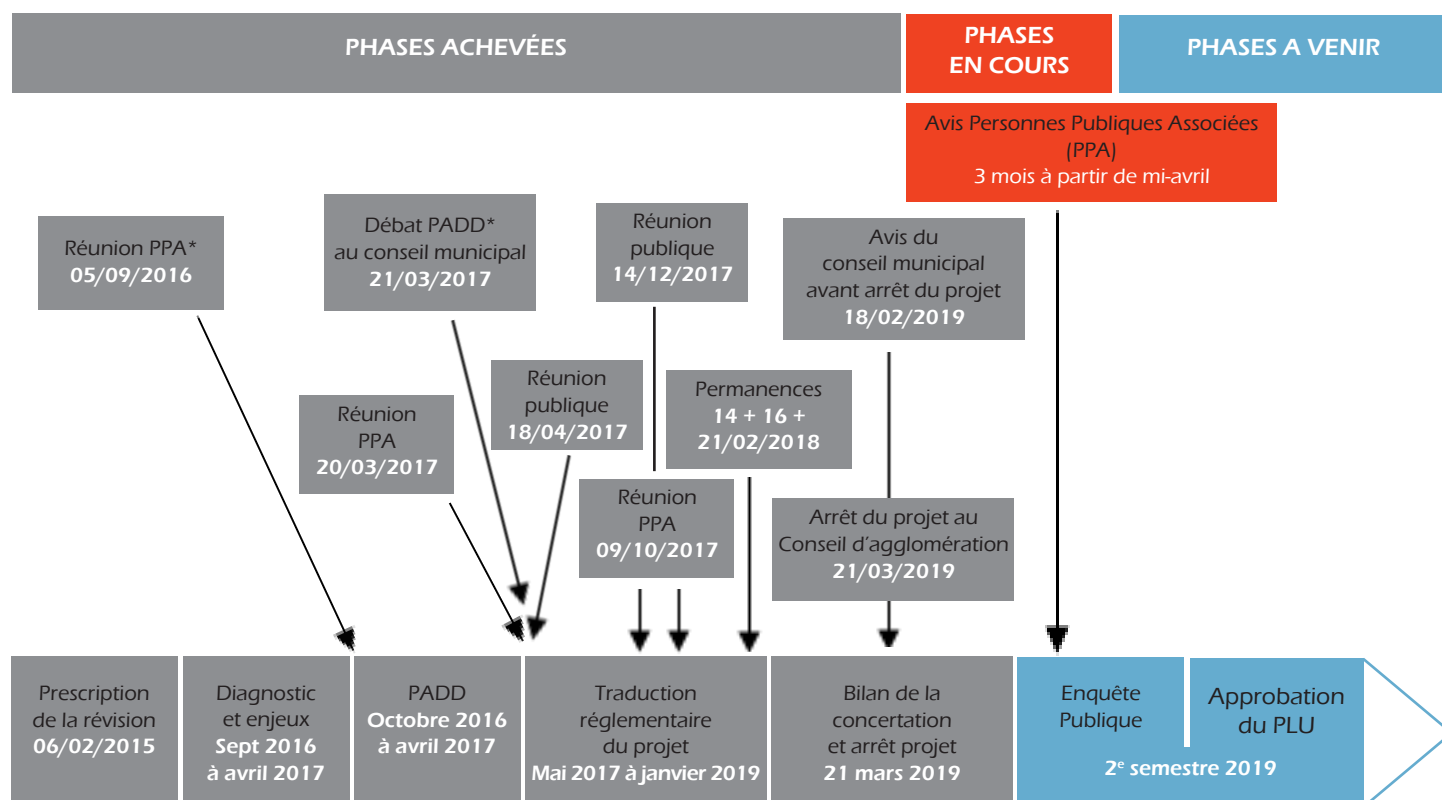 PHASES ACHEVÉES
PHASES
EN COURS
PHASES A VENIR
Avis Personnes Publiques Associées
(PPA)
3 mois à partir de mi-avril
Réunion PPA*
05/09/2016
Débat PADD*
au conseil municipal
21/03/2017
Réunion
publique
14/12/2017
Avis du
conseil municipal
avant arrêt du projet
18/02/2019
Réunion
PPA
20/03/2017
Réunion
publique
18/04/2017
Permanences
14 + 16 +
21/02/2018
Réunion
PPA
09/10/2017
Arrêt du projet au
Conseil d’agglomération
21/03/2019
Prescription
de la révision
06/02/2015
Diagnostic
et enjeux
Sept 2016
à avril 2017
PADD
Octobre 2016
à avril 2017
Traduction
réglementaire
du projet
Mai 2017 à janvier 2019
Bilan de la
concertation
et arrêt projet
21 mars 2019
Enquête
Publique
Approbation
du PLU
2e semestre 2019